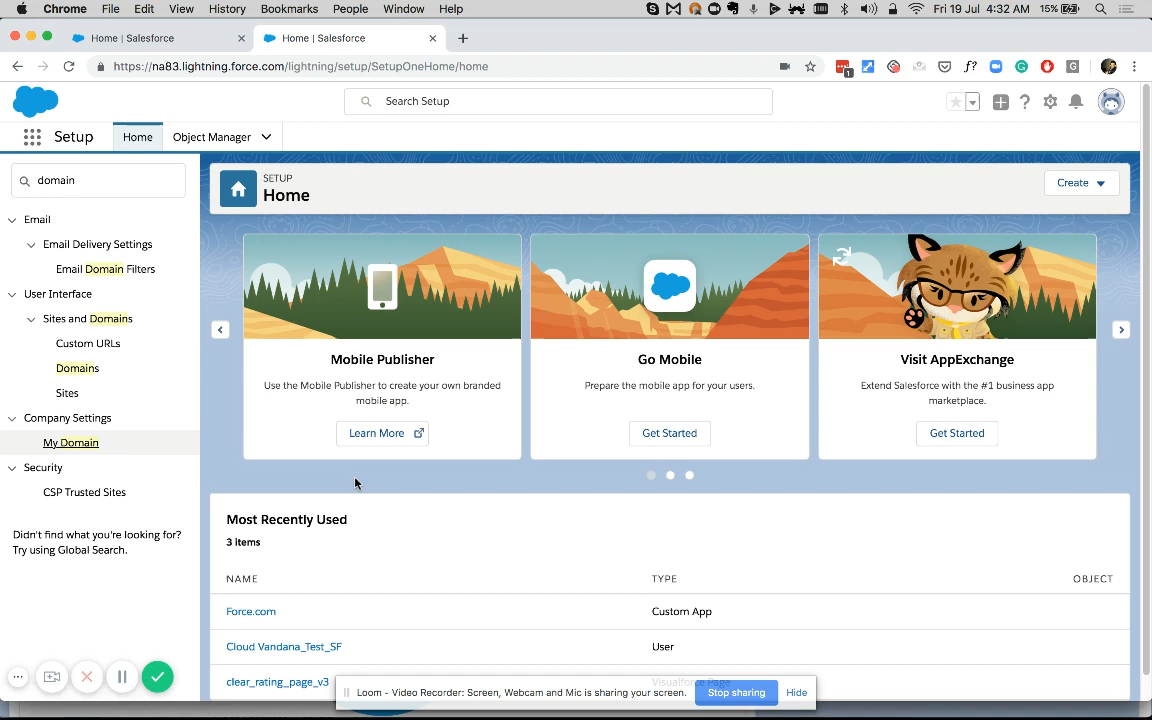 Chrome File Edit View History Bookmarks People Window Help Fri 19 Jul 4:32 AM 15%
Home | Salesforce Home | Salesforce
https://na83.lightning.force.com/lightning/setup/SetupOneHome/home
Search Setup
Setup Home Object Manager
domain
Email
Email Delivery Settings
Email Domain Filters
User Interface
Sites and Domains
Custom URLs
Domains
Sites
Company Settings
My Domain
Security
CSP Trusted Sites
Didn't find what you're looking for?
Try using Global Search.
SETUP
Home
Create
Mobile Publisher
Use the Mobile Publisher to create your own branded
mobile app.
Learn More
Go Mobile
Prepare the mobile app for your users.
Get Started
Visit AppExchange
Extend Salesforce with the #1 business app
marketplace.
Get Started
Most Recently Used
3 items
NAME TYPE OBJECT
Force.com Custom App
Cloud Vandana_Test_SF User
clear_rating_page_v3 Visualforce Page
Loom - Video Recorder: Screen, Webcam and Mic is sharing your screen. Stop sharing Hide